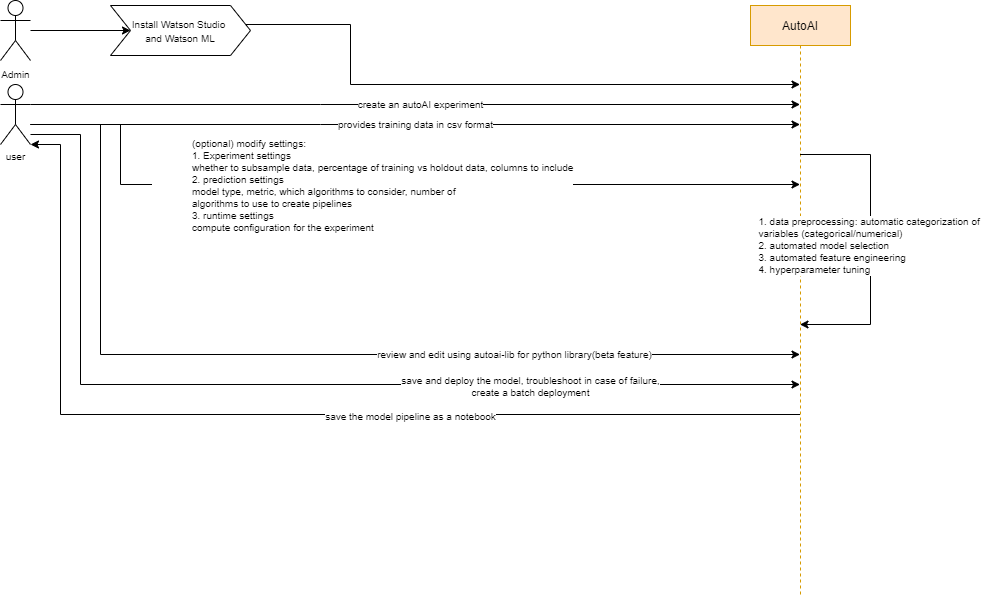 Install Watson Studio
and Watson ML
AutoAI
Admin
create an autoAI experiment
provides training data in csv format
user
(optional) modify settings:
1. Experiment settings
whether to subsample data, percentage of training vs holdout data, columns to include
2. prediction settings
model type, metric, which algorithms to consider, number of
algorithms to use to create pipelines
3. runtime settings
compute configuration for the experiment
1. data preprocessing: automatic categorization of
variables (categorical/numerical)
2. automated model selection
3. automated feature engineering
4. hyperparameter tuning
review and edit using autoai-lib for python library(beta feature)
save and deploy the model, troubleshoot in case of failure,
create a batch deployment
save the model pipeline as a notebook